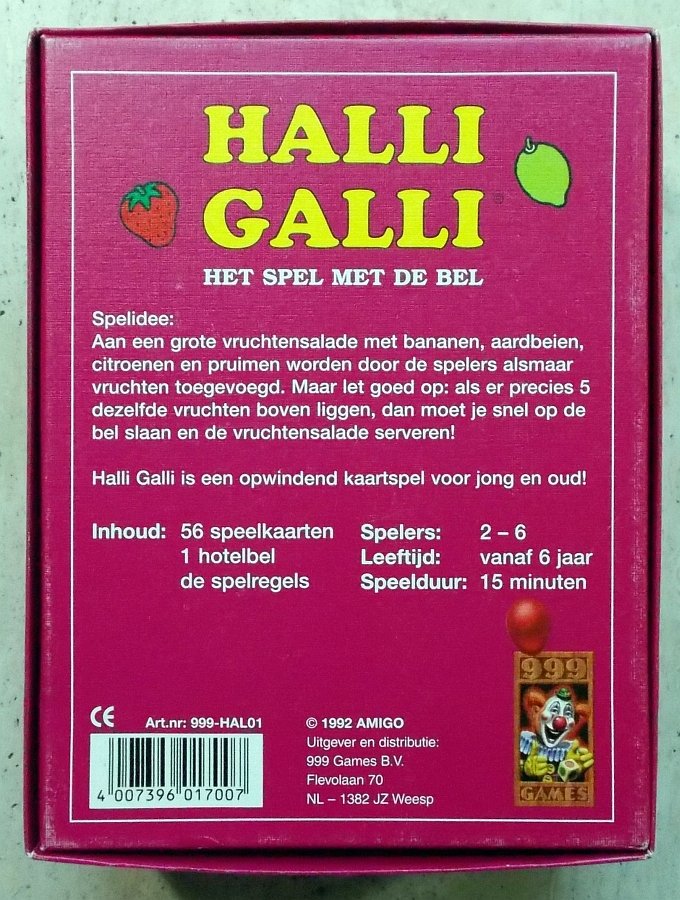 HALLI
GALLI®
HET SPEL MET DE BEL
Spelidee:
Aan een grote vruchtensalade met bananen, aardbeien,
citroenen en pruimen worden door de spelers alsmaar
vruchten toegevoegd. Maar let goed op: als er precies 5
dezelfde vruchten boven liggen, dan moet je snel op de
bel slaan en de vruchtensalade serveren!
Halli Galli is een opwindend kaartspel voor jong en oud!
Inhoud: 56 speelkaarten Spelers: 2 – 6
1 hotelbel Leeftijd: vanaf 6 jaar
de spelregels Speelduur: 15 minuten
999
GAMES
CE Art.nr: 999-HAL01
4 007396 017007
© 1992 AMIGO
Uitgever en distributie:
999 Games B.V.
Flevolaan 70
NL – 1382 JZ Weesp